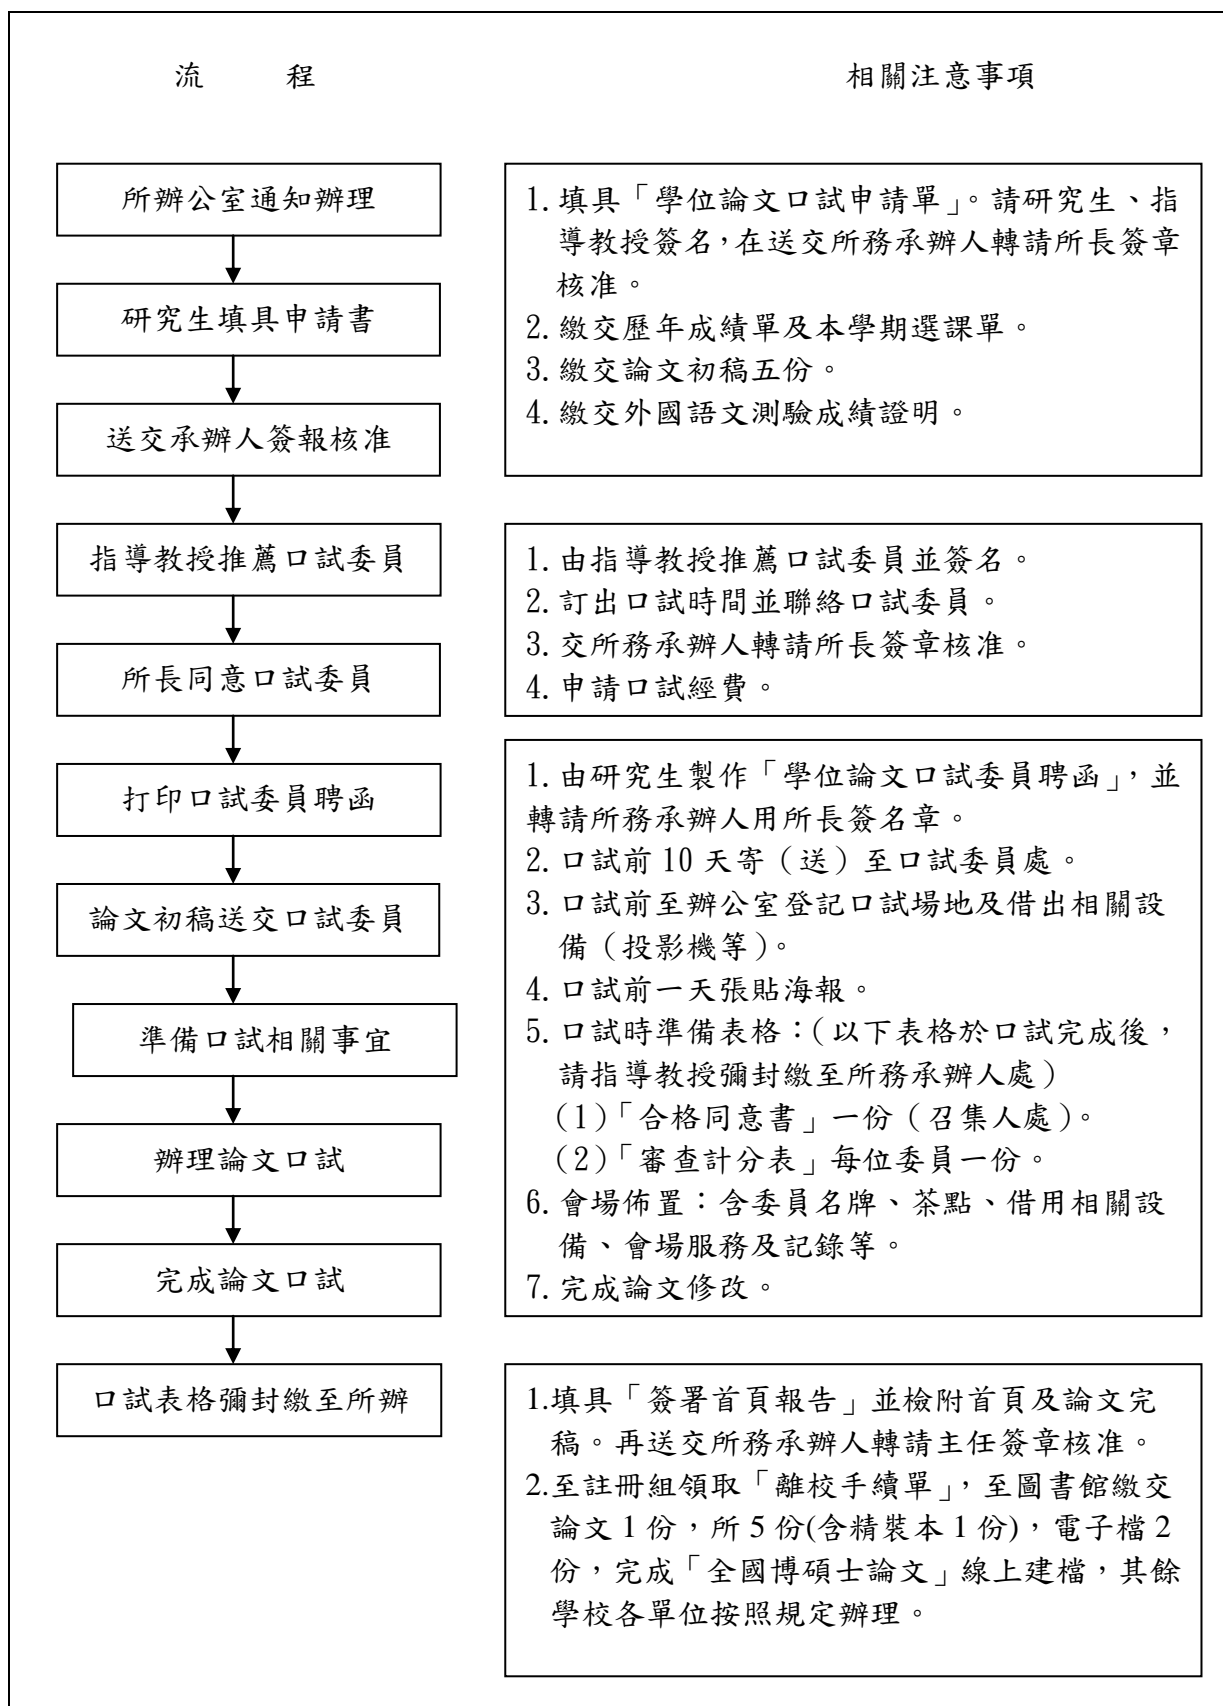 流　　程
相關注意事項
所辦公室通知辦理
研究生填具申請書
送交承辦人簽報核准
1. 填具「學位論文口試申請單」。請研究生、指
導教授簽名，在送交所務承辦人轉請所長簽章
核准。
2. 繳交歷年成績單及本學期選課單。
3. 繳交論文初稿五份。
4. 繳交外國語文測驗成績證明。
指導教授推薦口試委員
所長同意口試委員
1. 由指導教授推薦口試委員並簽名。
2. 訂出口試時間並聯絡口試委員。
3. 交所務承辦人轉請所長簽章核准。
4. 申請口試經費。
打印口試委員聘函
論文初稿送交口試委員
準備口試相關事宜
辦理論文口試
完成論文口試
1. 由研究生製作「學位論文口試委員聘函」，並
轉請所務承辦人用所長簽名章。
2. 口試前 10 天寄（送）至口試委員處。
3. 口試前至辦公室登記口試場地及借出相關設
備（投影機等）。
4. 口試前一天張貼海報。
5. 口試時準備表格：（以下表格於口試完成後，
請指導教授彌封繳至所務承辦人處）
(1)「合格同意書」一份（召集人處）。
(2)「審查計分表」每位委員一份。
6. 會場佈置：含委員名牌、茶點、借用相關設
備、會場服務及記錄等。
7. 完成論文修改。
口試表格彌封繳至所辦
1.填具「簽署首頁報告」並檢附首頁及論文完
稿。再送交所務承辦人轉請主任簽章核准。
2.至註冊組領取「離校手續單」，至圖書館繳交
論文 1 份，所 5 份(含精裝本 1 份)，電子檔 2
份，完成「全國博碩士論文」線上建檔，其餘
學校各單位按照規定辦理。